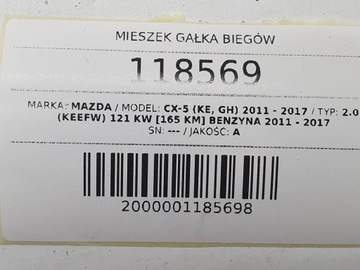 MIESZEK GAŁKA BIEGÓW
118569
MARKA: MAZDA / MODEL: CX-5 (KE, GH) 2011 - 2017 / TYP: 2.0
(KEEFW) 121 KW [165 KM] BENZYNA 2011 - 2017
SN: --- / JAKOŚĆ: A
2000001185698